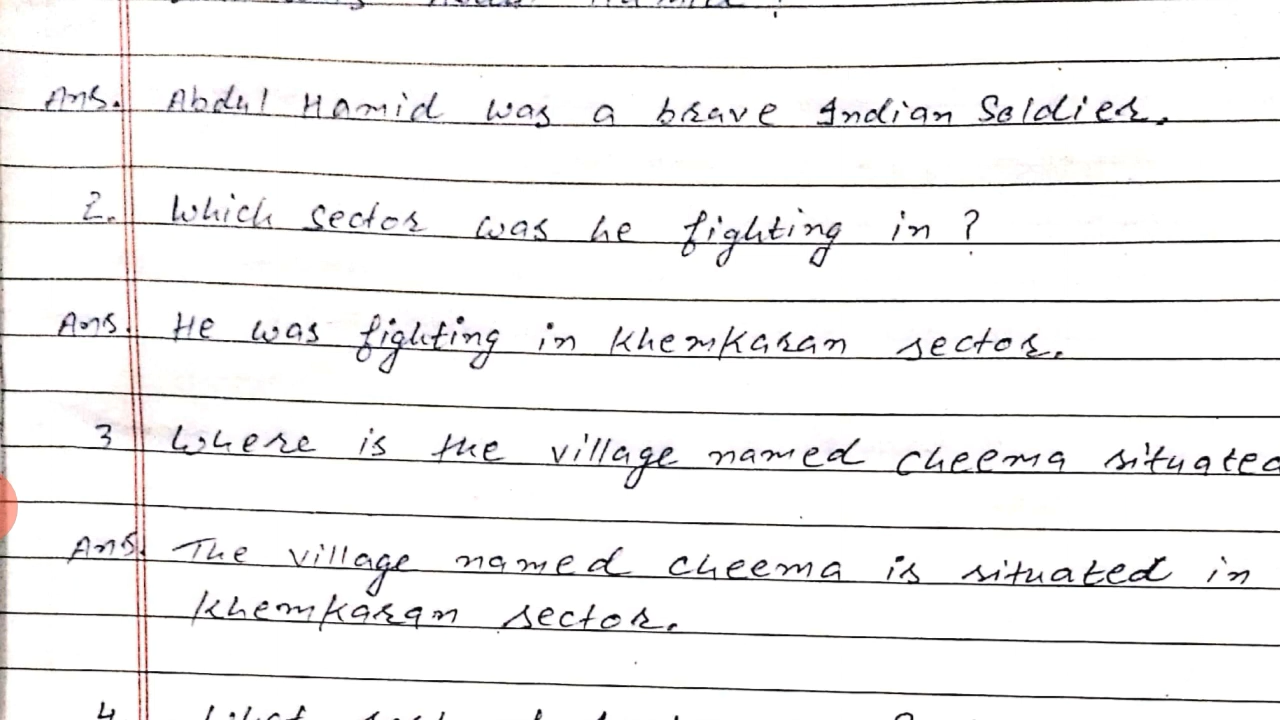 Ans. Abdul Hamid was a brave Indian Soldier.
2. Which sector was he fighting in ?
Ans. He was fighting in Khemkaran sector.
3 Where is the village named cheema situated
Ans. The village named cheema is situated in
Khemkaran sector.
4